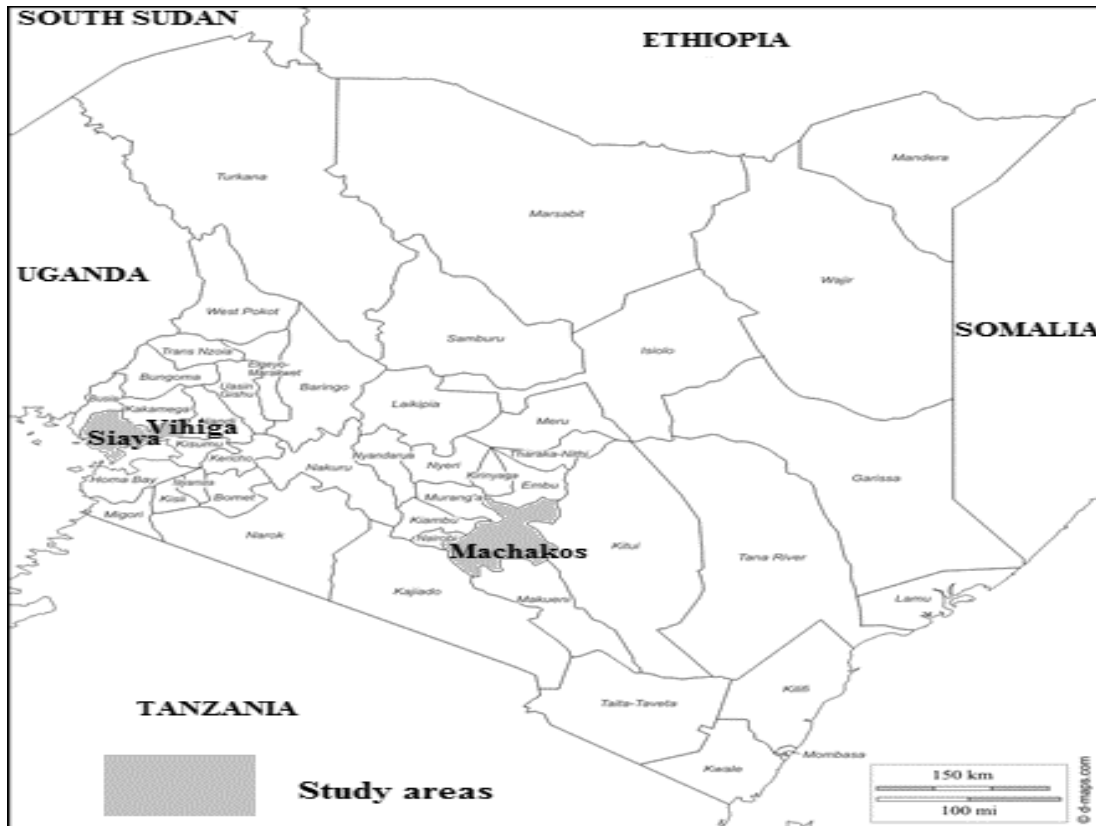 SOUTH SUDAN
ETHIOPIA
Mandera
Turkana
Marsabit
UGANDA
Wajir
West Pokot
SOMALIA
Samburu
Isiolo
Trans Nzoia
Elgeyo-
Marakwet
Bungoma
Uasin
Gishu
Baringo
Busia
Laikipia
Kakamega
Meru
Vihiga
Siaya
Kisumu
Nyandarua
Tharaka-Nithi
Kericho
Nyeri
Nakuru
Kirinyaga
Garissa
Homa Bay
Embu
Kisii
Bomet
Murang'a
Migori
Kiambu
Narok
Nairobi
Machakos
Kitui
Tana River
Kajiado
Makueni
Lamu
Kilifi
Taita-Taveta
TANZANIA
Mombasa
Kwale
150 km
Study areas
100 mi
© d-maps.com